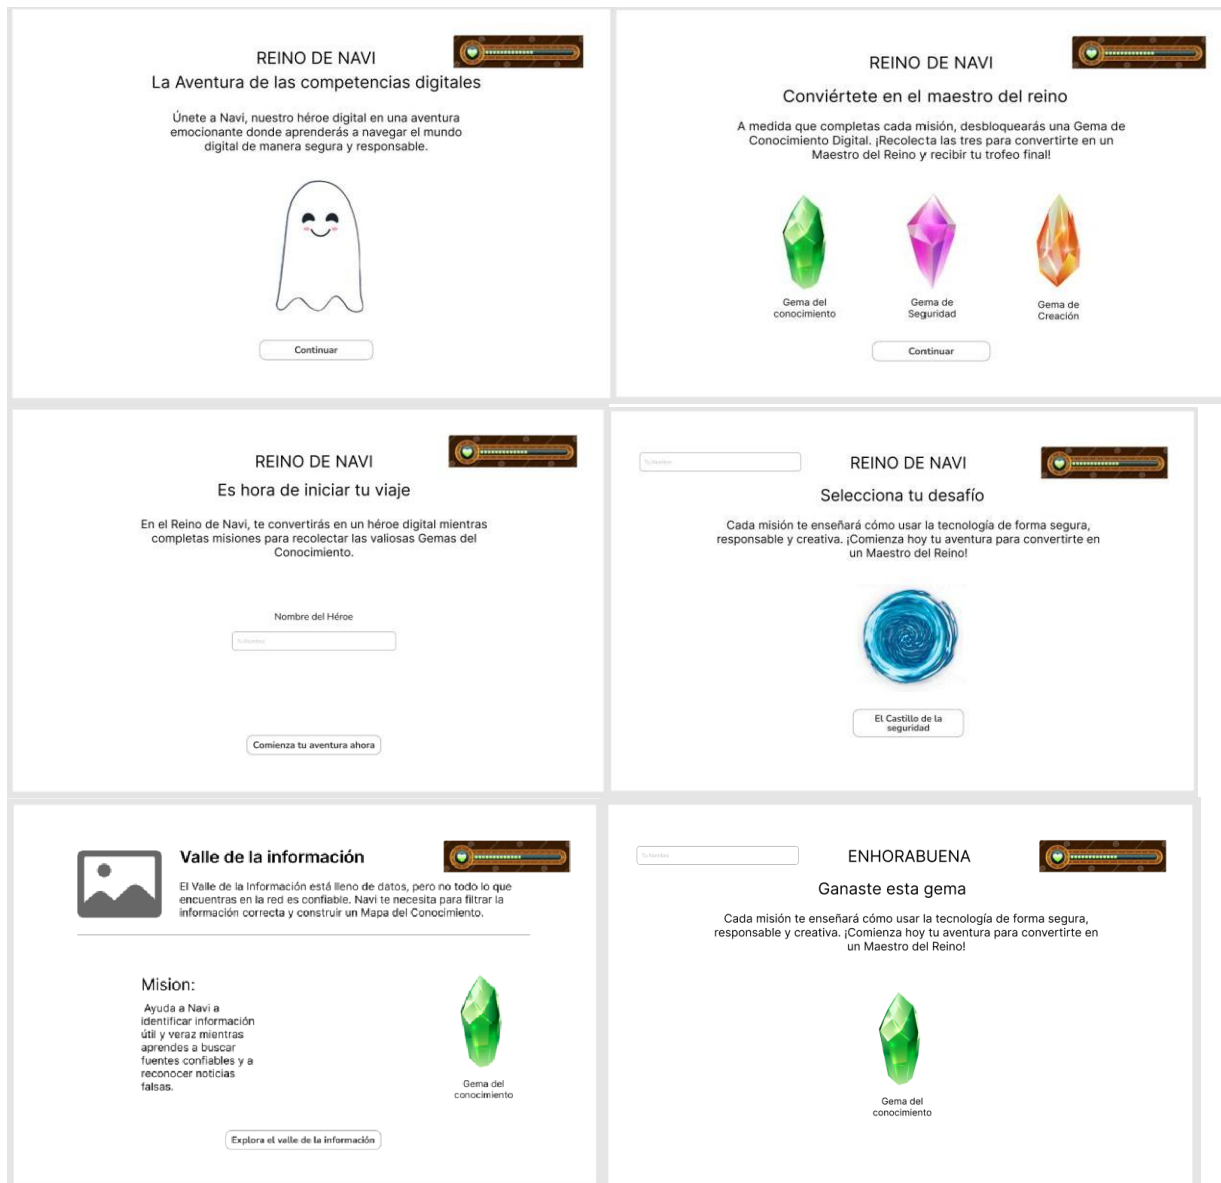 REINO DE NAVI
La Aventura de las competencias digitales
Únete a Navi, nuestro héroe digital en una aventura
emocionante donde aprenderás a navegar el mundo
digital de manera segura y responsable.
Continuar
REINO DE NAVI
Conviértete en el maestro del reino
A medida que completas cada misión, desbloquearás una Gema de
Conocimiento Digital. ¡Recolecta las tres para convertirte en un
Maestro del Reino y recibir tu trofeo final!
Gema del
conocimiento
Gema de
Seguridad
Gema de
Creación
Continuar
REINO DE NAVI
Es hora de iniciar tu viaje
En el Reino de Navi, te convertirás en un héroe digital mientras
completas misiones para recolectar las valiosas Gemas del
Conocimiento.
Nombre del Héroe
Tu Nombre
Comienza tu aventura ahora
Tu Nombre
REINO DE NAVI
Selecciona tu desafío
Cada misión te enseñará cómo usar la tecnología de forma segura,
responsable y creativa. ¡Comienza hoy tu aventura para convertirte en
un Maestro del Reino!
El Castillo de la
seguridad
Valle de la información
El Valle de la Información está lleno de datos, pero no todo lo que
encuentras en la red es confiable. Navi te necesita para filtrar la
información correcta y construir un Mapa del Conocimiento.
Mision:
Ayuda a Navi a
identificar información
útil y veraz mientras
aprendes a buscar
fuentes confiables y a
reconocer noticias
falsas.
Gema del
conocimiento
Explora el valle de la información
Tu Nombre
ENHORABUENA
Ganaste esta gema
Cada misión te enseñará cómo usar la tecnología de forma segura,
responsable y creativa. ¡Comienza hoy tu aventura para convertirte en
un Maestro del Reino!
Gema del
conocimiento